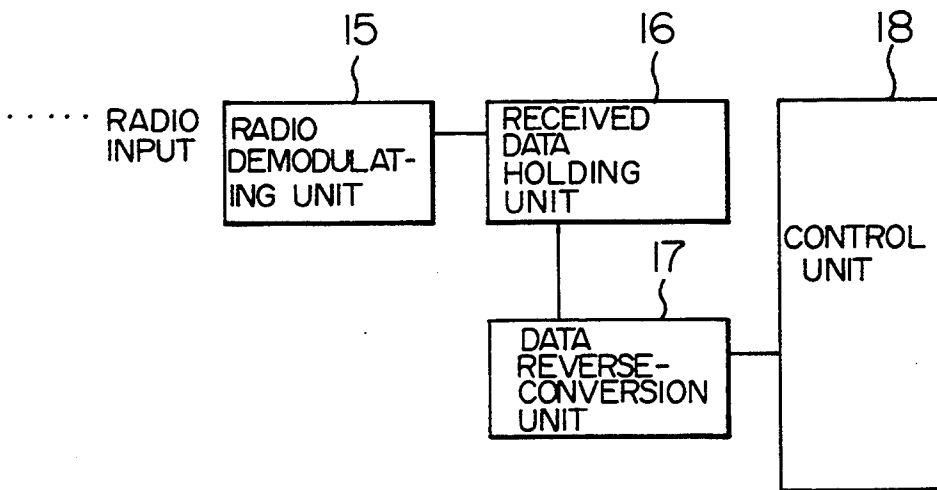 15
16
18
..... RADIO
INPUT
RADIO
DEMODULAT-
ING UNIT
RECEIVED
DATA
HOLDING
UNIT
17
CONTROL
UNIT
DATA
REVERSE-
CONVERSION
UNIT